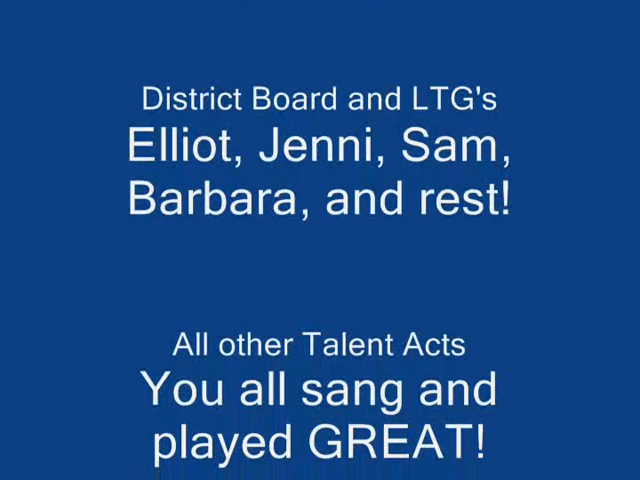 District Board and LTG's
Elliot, Jenni, Sam,
Barbara, and rest!
All other Talent Acts
You all sang and
played GREAT!